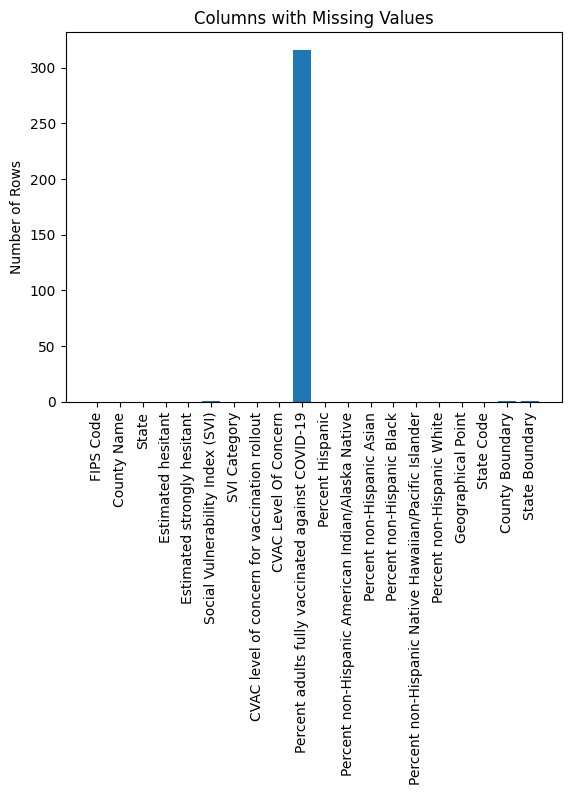 Columns with Missing Values
Number of Rows
300
250
200
150
100
50
0
FIPS Code
County Name
State
Estimated hesitant
Estimated strongly hesitant
Social Vulnerability Index (SVI)
SVI Category
CVAC level of concern for vaccination rollout
CVAC Level Of Concern
Percent adults fully vaccinated against COVID-19
Percent Hispanic
Percent non-Hispanic American Indian/Alaska Native
Percent non-Hispanic Asian
Percent non-Hispanic Black
Percent non-Hispanic Native Hawaiian/Pacific Islander
Percent non-Hispanic White
Geographical Point
State Code
County Boundary
State Boundary